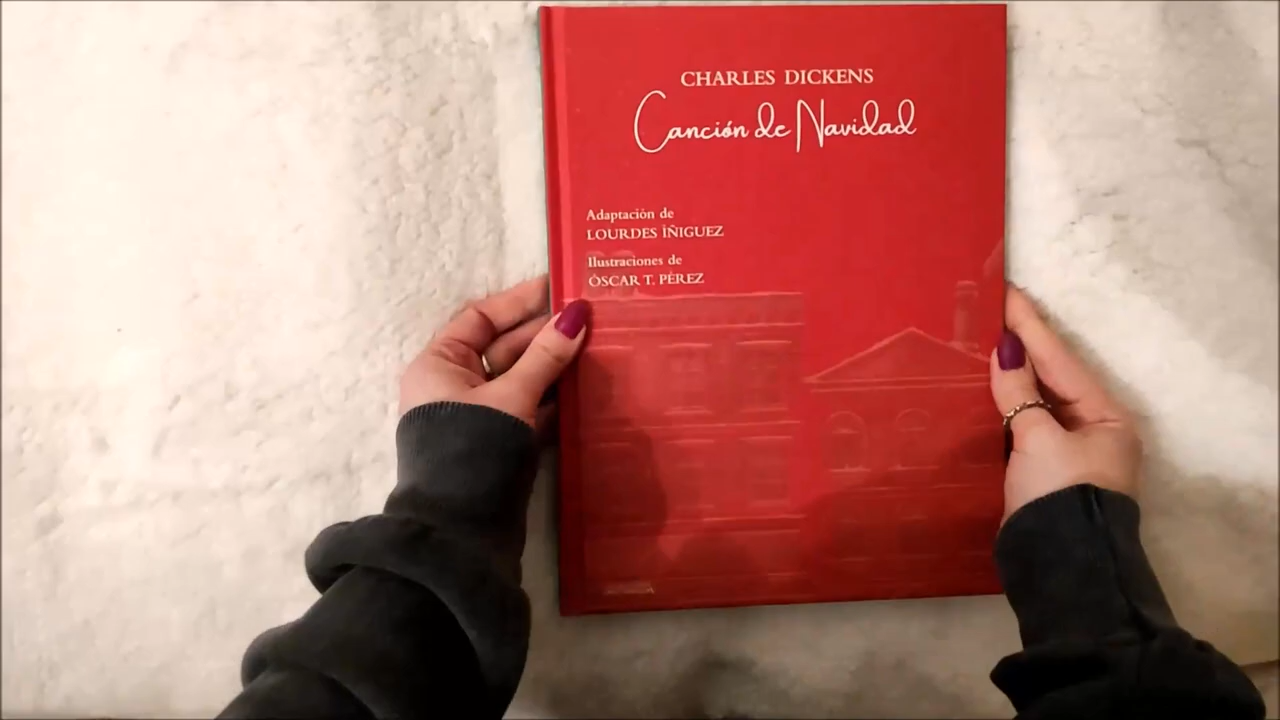 CHARLES DICKENS
Canción de Navidad
Adaptación de
LOURDES ÍÑIGUEZ
Ilustraciones de
ÓSCAR T. PÉREZ